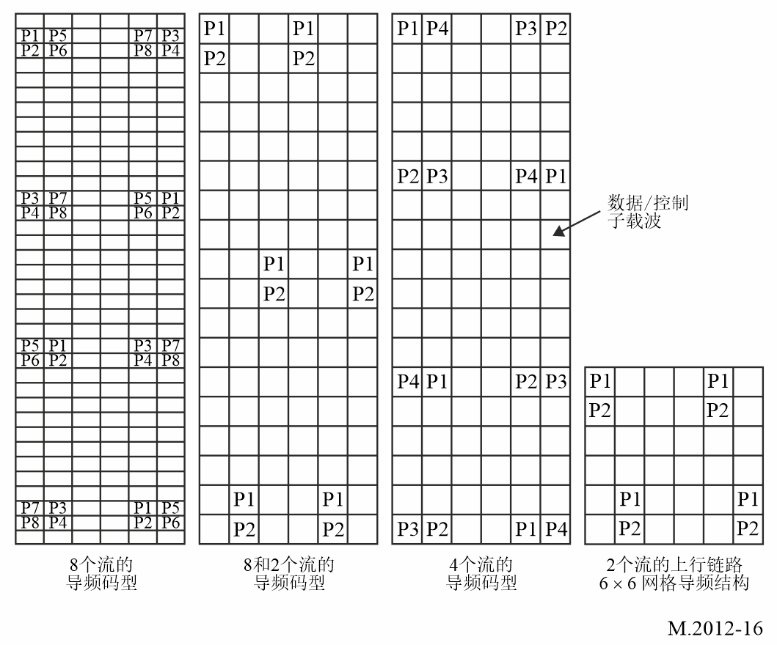 P1 P5 P7 P3
P2 P6 P8 P4
P3 P7 P5 P1
P4 P8 P6 P2
P5 P1 P3 P7
P6 P2 P4 P8
P7 P3 P1 P5
P8 P4 P2 P6
8个流的
导频码型
P1 P1
P2 P2
P1 P1
P2 P2
P1 P1
P2 P2
8和2个流的
导频码型
P1 P4 P3 P2
P2 P3 P4 P1
P4 P1 P2 P3
P3 P2 P1 P4
4个流的
导频码型
数据/控制
子载波
P1 P1
P2 P2
P1 P1
P2 P2
2个流的上行链路
6 × 6 网格导频结构
M.2012-16